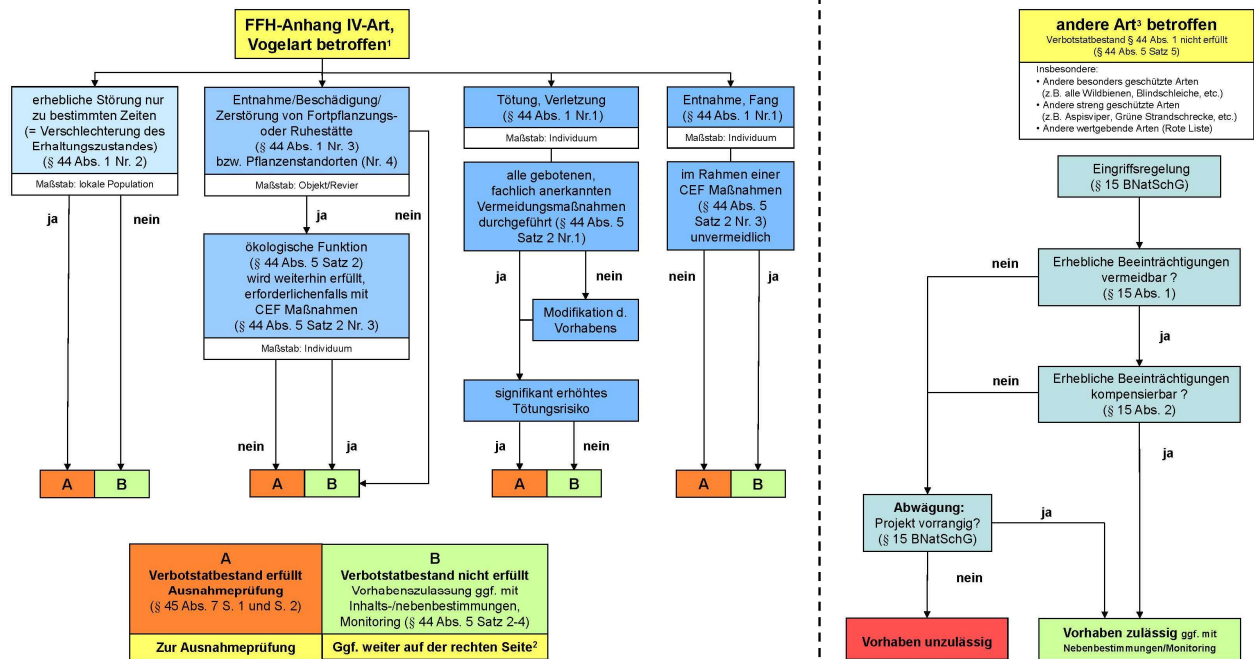 FFH-Anhang IV-Art,
Vogelart betroffen¹
erhebliche Störung nur
zu bestimmten Zeiten
(= Verschlechterung des
Erhaltungszustandes)
(§ 44 Abs. 1 Nr. 2)
Maßstab: lokale Population
ja
nein
A
B
Entnahme/Beschädigung/
Zerstörung von Fortpflanzungs-
oder Ruhestätte
(§ 44 Abs. 1 Nr. 3)
bzw. Pflanzenstandorten (Nr. 4)
Maßstab: Objekt/Revier
ja
nein
ökologische Funktion
(§ 44 Abs. 5 Satz 2)
wird weiterhin erfüllt,
erforderlichenfalls mit
CEF Maßnahmen
(§ 44 Abs. 5 Satz 2 Nr. 3)
Maßstab: Individuum
nein
ja
A
B
Tötung, Verletzung
(§ 44 Abs. 1 Nr.1)
Maßstab: Individuum
alle gebotenen,
fachlich anerkannten
Vermeidungsmaßnahmen
durchgeführt (§ 44 Abs. 5
Satz 2 Nr.1)
ja
nein
Modifikation d.
Vorhabens
signifikant erhöhtes
Tötungsrisiko
ja
nein
A
B
Entnahme, Fang
(§ 44 Abs. 1 Nr.1)
Maßstab: Individuum
im Rahmen einer
CEF Maßnahmen
(§ 44 Abs. 5
Satz 2 Nr. 3)
unvermeidlich
nein
ja
A
B
A
Verbotstatbestand erfüllt
Ausnahmeprüfung
(§ 45 Abs. 7 S. 1 und S. 2)
Zur Ausnahmeprüfung
B
Verbotstatbestand nicht erfüllt
Vorhabenszulassung ggf. mit
Inhalts-/nebenbestimmungen,
Monitoring (§ 44 Abs. 5 Satz 2-4)
Ggf. weiter auf der rechten Seite²
andere Art³ betroffen
Verbotstatbestand § 44 Abs. 1 nicht erfüllt
(§ 44 Abs. 5 Satz 5)
Insbesondere:
• Andere besonders geschützte Arten
(z.B. alle Wildbienen, Blindschleiche, etc.)
• Andere streng geschützte Arten
(z.B. Aspisviper, Grüne Strandschrecke, etc.)
• Andere wertgebende Arten (Rote Liste)
Eingriffsregelung
(§ 15 BNatSchG)
nein
Erhebliche Beeinträchtigungen
vermeidbar ?
(§ 15 Abs. 1)
ja
nein
Erhebliche Beeinträchtigungen
kompensierbar ?
(§ 15 Abs. 2)
ja
Abwägung:
Projekt vorrangig?
(§ 15 BNatSchG)
ja
nein
Vorhaben unzulässig
Vorhaben zulässig ggf. mit
Nebenbestimmungen/Monitoring